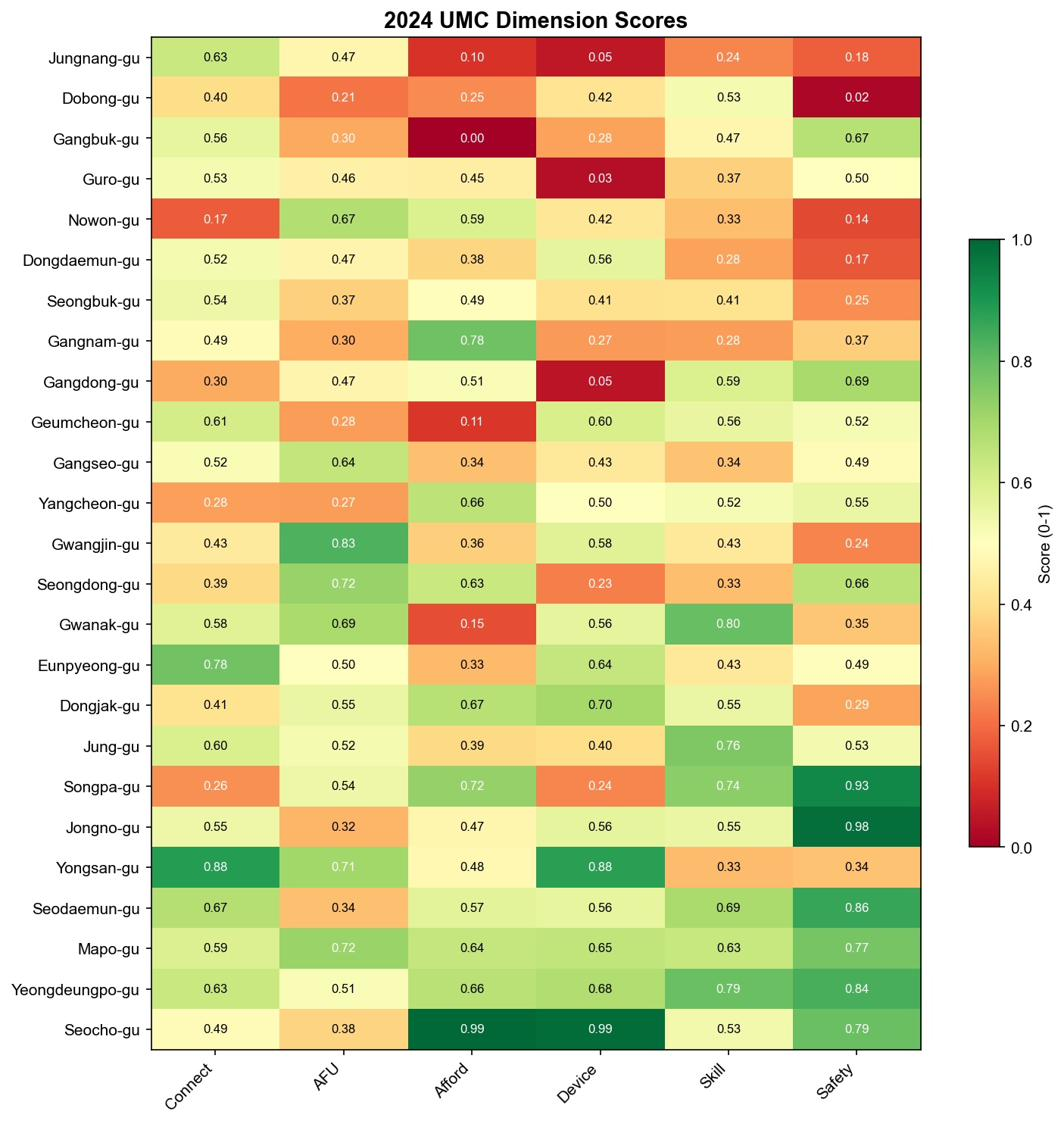 2024 UMC Dimension Scores
Jungnang-gu 0.63 0.47 0.10 0.05 0.24 0.18
Dobong-gu 0.40 0.21 0.25 0.42 0.53 0.02
Gangbuk-gu 0.56 0.30 0.00 0.28 0.47 0.67
Guro-gu 0.53 0.46 0.45 0.03 0.37 0.50
Nowon-gu 0.17 0.67 0.59 0.42 0.33 0.14
Dongdaemun-gu 0.52 0.47 0.38 0.56 0.28 0.17
Seongbuk-gu 0.54 0.37 0.49 0.41 0.41 0.25
Gangnam-gu 0.49 0.30 0.78 0.27 0.28 0.37
Gangdong-gu 0.30 0.47 0.51 0.05 0.59 0.69
Geumcheon-gu 0.61 0.28 0.11 0.60 0.56 0.52
Gangseo-gu 0.52 0.64 0.34 0.43 0.34 0.49
Yangcheon-gu 0.28 0.27 0.66 0.50 0.52 0.55
Gwangjin-gu 0.43 0.83 0.36 0.58 0.43 0.24
Seongdong-gu 0.39 0.72 0.63 0.23 0.33 0.66
Gwanak-gu 0.58 0.69 0.15 0.56 0.80 0.35
Eunpyeong-gu 0.78 0.50 0.33 0.64 0.43 0.49
Dongjak-gu 0.41 0.55 0.67 0.70 0.55 0.29
Jung-gu 0.60 0.52 0.39 0.40 0.76 0.53
Songpa-gu 0.26 0.54 0.72 0.24 0.74 0.93
Jongno-gu 0.55 0.32 0.47 0.56 0.55 0.98
Yongsan-gu 0.88 0.71 0.48 0.88 0.33 0.34
Seodaemun-gu 0.67 0.34 0.57 0.56 0.69 0.86
Mapo-gu 0.59 0.72 0.64 0.65 0.63 0.77
Yeongdeungpo-gu 0.63 0.51 0.66 0.68 0.79 0.84
Seocho-gu 0.49 0.38 0.99 0.99 0.53 0.79
Connect AFU Afford Device Skill Safety
1.0
0.8
0.6
0.4
0.2
0.0
Score (0-1)